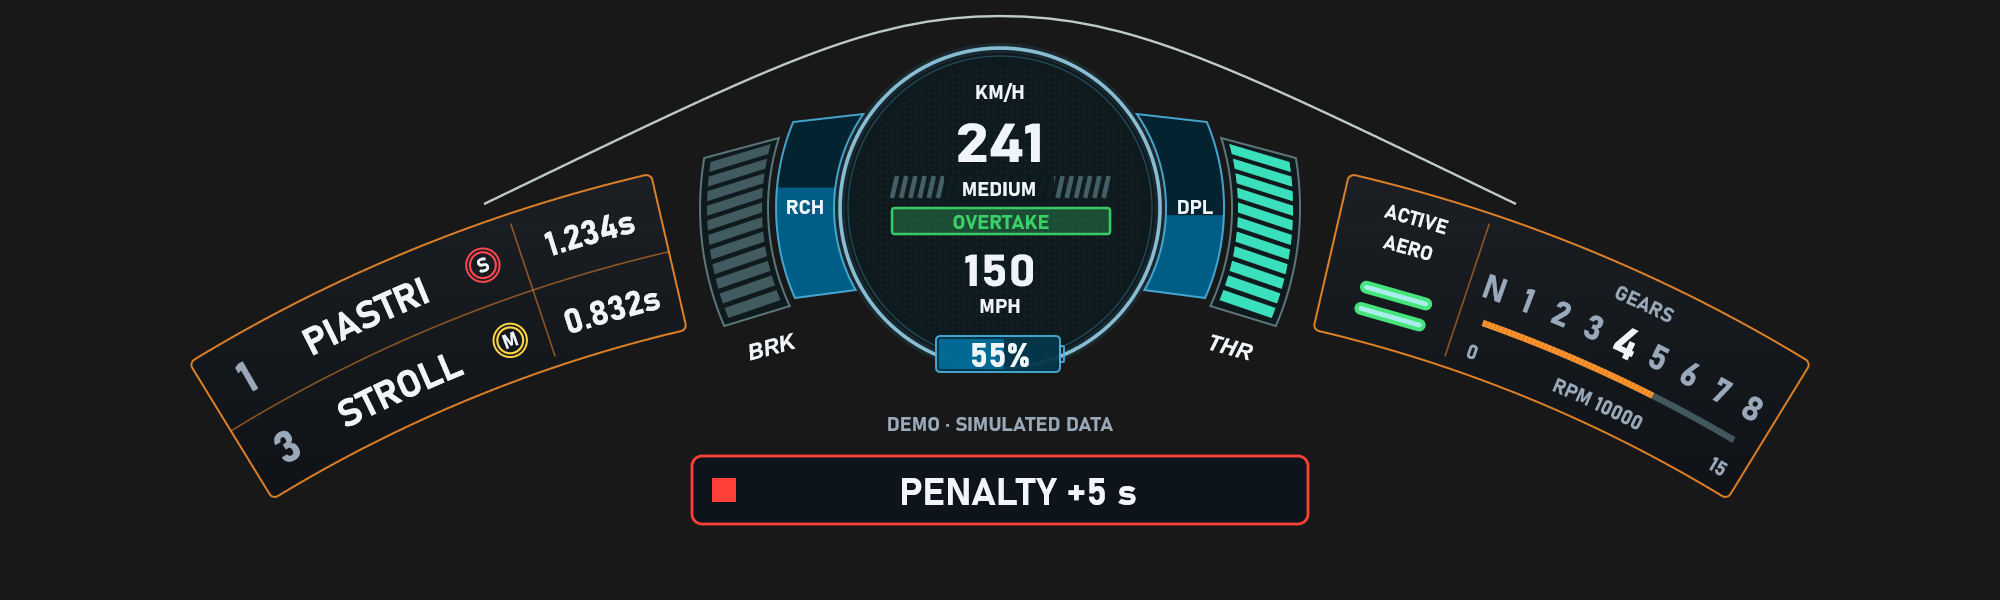 1 PIASTRI S 1.234s
3 STROLL M 0.832s
BRK
RCH
KM/H
241
MEDIUM
OVERTAKE
150
MPH
55%
DPL
THR
ACTIVE
AERO
GEARS
N 1 2 3 4 5 6 7 8
0
RPM 10000
15
DEMO · SIMULATED DATA
PENALTY +5 s